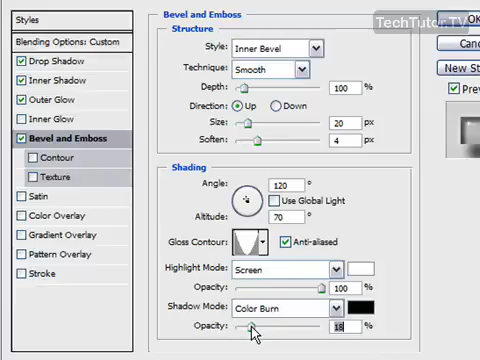 TechTutor.TV
Styles
Blending Options: Custom
Drop Shadow
Inner Shadow
Outer Glow
Inner Glow
Bevel and Emboss
Contour
Texture
Satin
Color Overlay
Gradient Overlay
Pattern Overlay
Stroke
Bevel and Emboss
Structure
Style: Inner Bevel
Technique: Smooth
Depth: 100 %
Direction: Up Down
Size: 20 px
Soften: 4 px
Shading
Angle: 120 °
Use Global Light
Altitude: 70 °
Gloss Contour: Anti-aliased
Highlight Mode: Screen
Opacity: 100 %
Shadow Mode: Color Burn
Opacity: 18 %
OK
Canc
New St
Prev